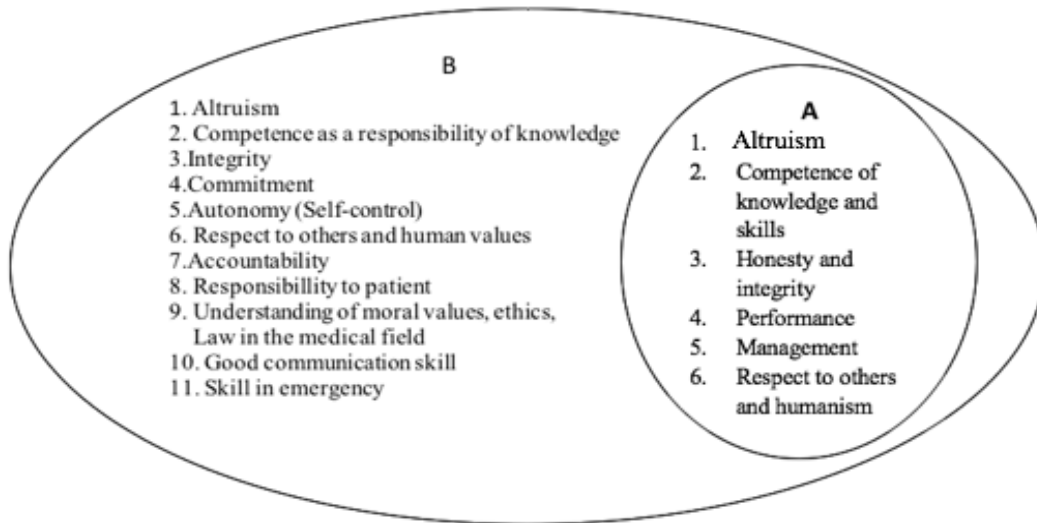 B
1. Altruism
2. Competence as a responsibility of knowledge
3.Integrity
4.Commitment
5.Autonomy (Self-control)
6. Respect to others and human values
7.Accountability
8. Responsibillity to patient
9. Understanding of moral values, ethics,
Law in the medical field
10. Good communication skill
11. Skill in emergency
A
1. Altruism
2. Competence of
knowledge and
skills
3. Honesty and
integrity
4. Performance
5. Management
6. Respect to others
and humanism